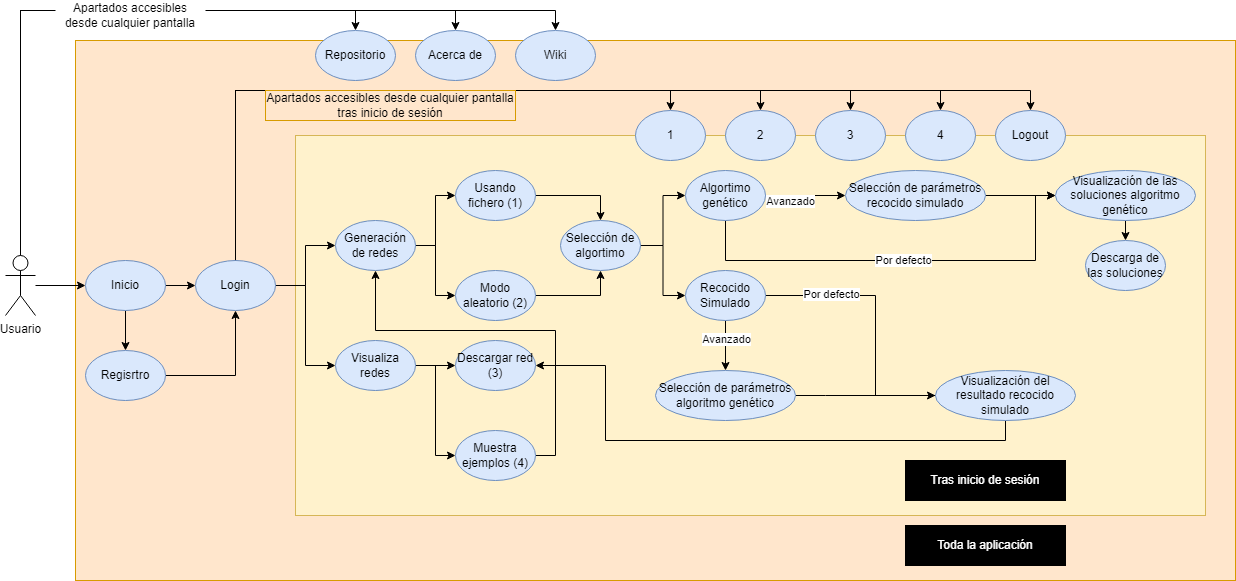 Apartados accesibles
desde cualquier pantalla
Repositorio
Acerca de
Wiki
Apartados accesibles desde cualquier pantalla
tras inicio de sesión
1
2
3
4
Logout
Usuario
Inicio
Regisrtro
Login
Generación
de redes
Visualiza
redes
Usando
fichero (1)
Modo
aleatorio (2)
Descargar red
(3)
Muestra
ejemplos (4)
Selección de
algortimo
Algortimo
genético
Avanzado
Selección de parámetros
recocido simulado
Visualización de las
soluciones algoritmo
genético
Por defecto
Descarga de
las soluciones
Recocido
Simulado
Por defecto
Avanzado
Selección de parámetros
algoritmo genético
Visualización del
resultado recocido
simulado
Tras inicio de sesión
Toda la aplicación